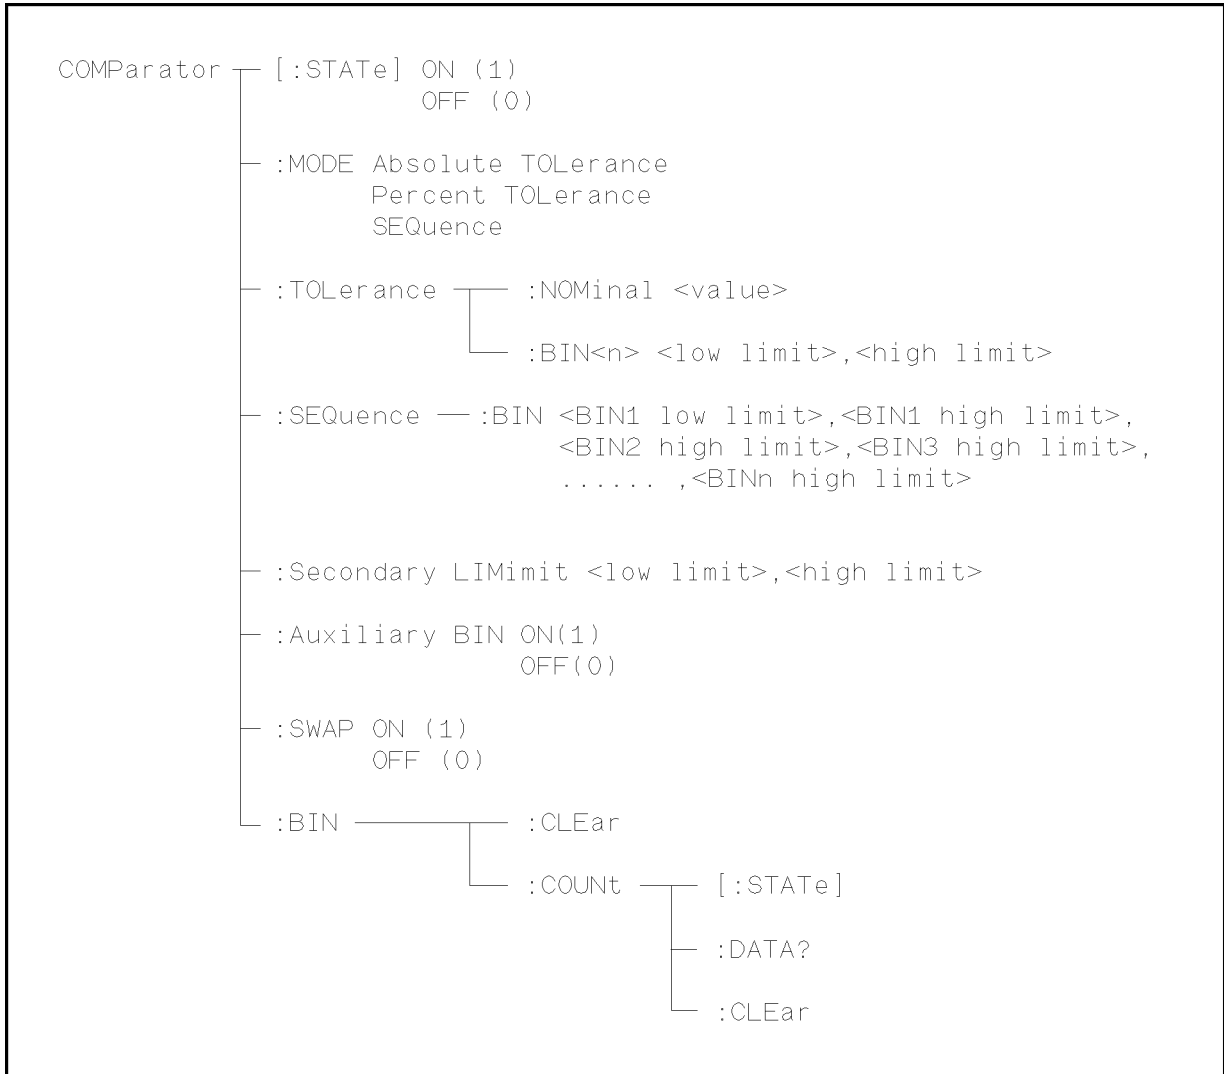 COMParator [:STATe] ON (1)
OFF (0)
:MODE Absolute TOLerance
Percent TOLerance
SEQuence
:TOLerance :NOMinal <value>
:BIN<n> <low limit>,<high limit>
:SEQuence :BIN <BIN1 low limit>,<BIN1 high limit>,
<BIN2 high limit>,<BIN3 high limit>,
...... ,<BINn high limit>
:Secondary LIMimit <low limit>,<high limit>
:Auxiliary BIN ON(1)
OFF(0)
:SWAP ON (1)
OFF (0)
:BIN :CLEar
:COUNt [:STATe]
:DATA?
:CLEar